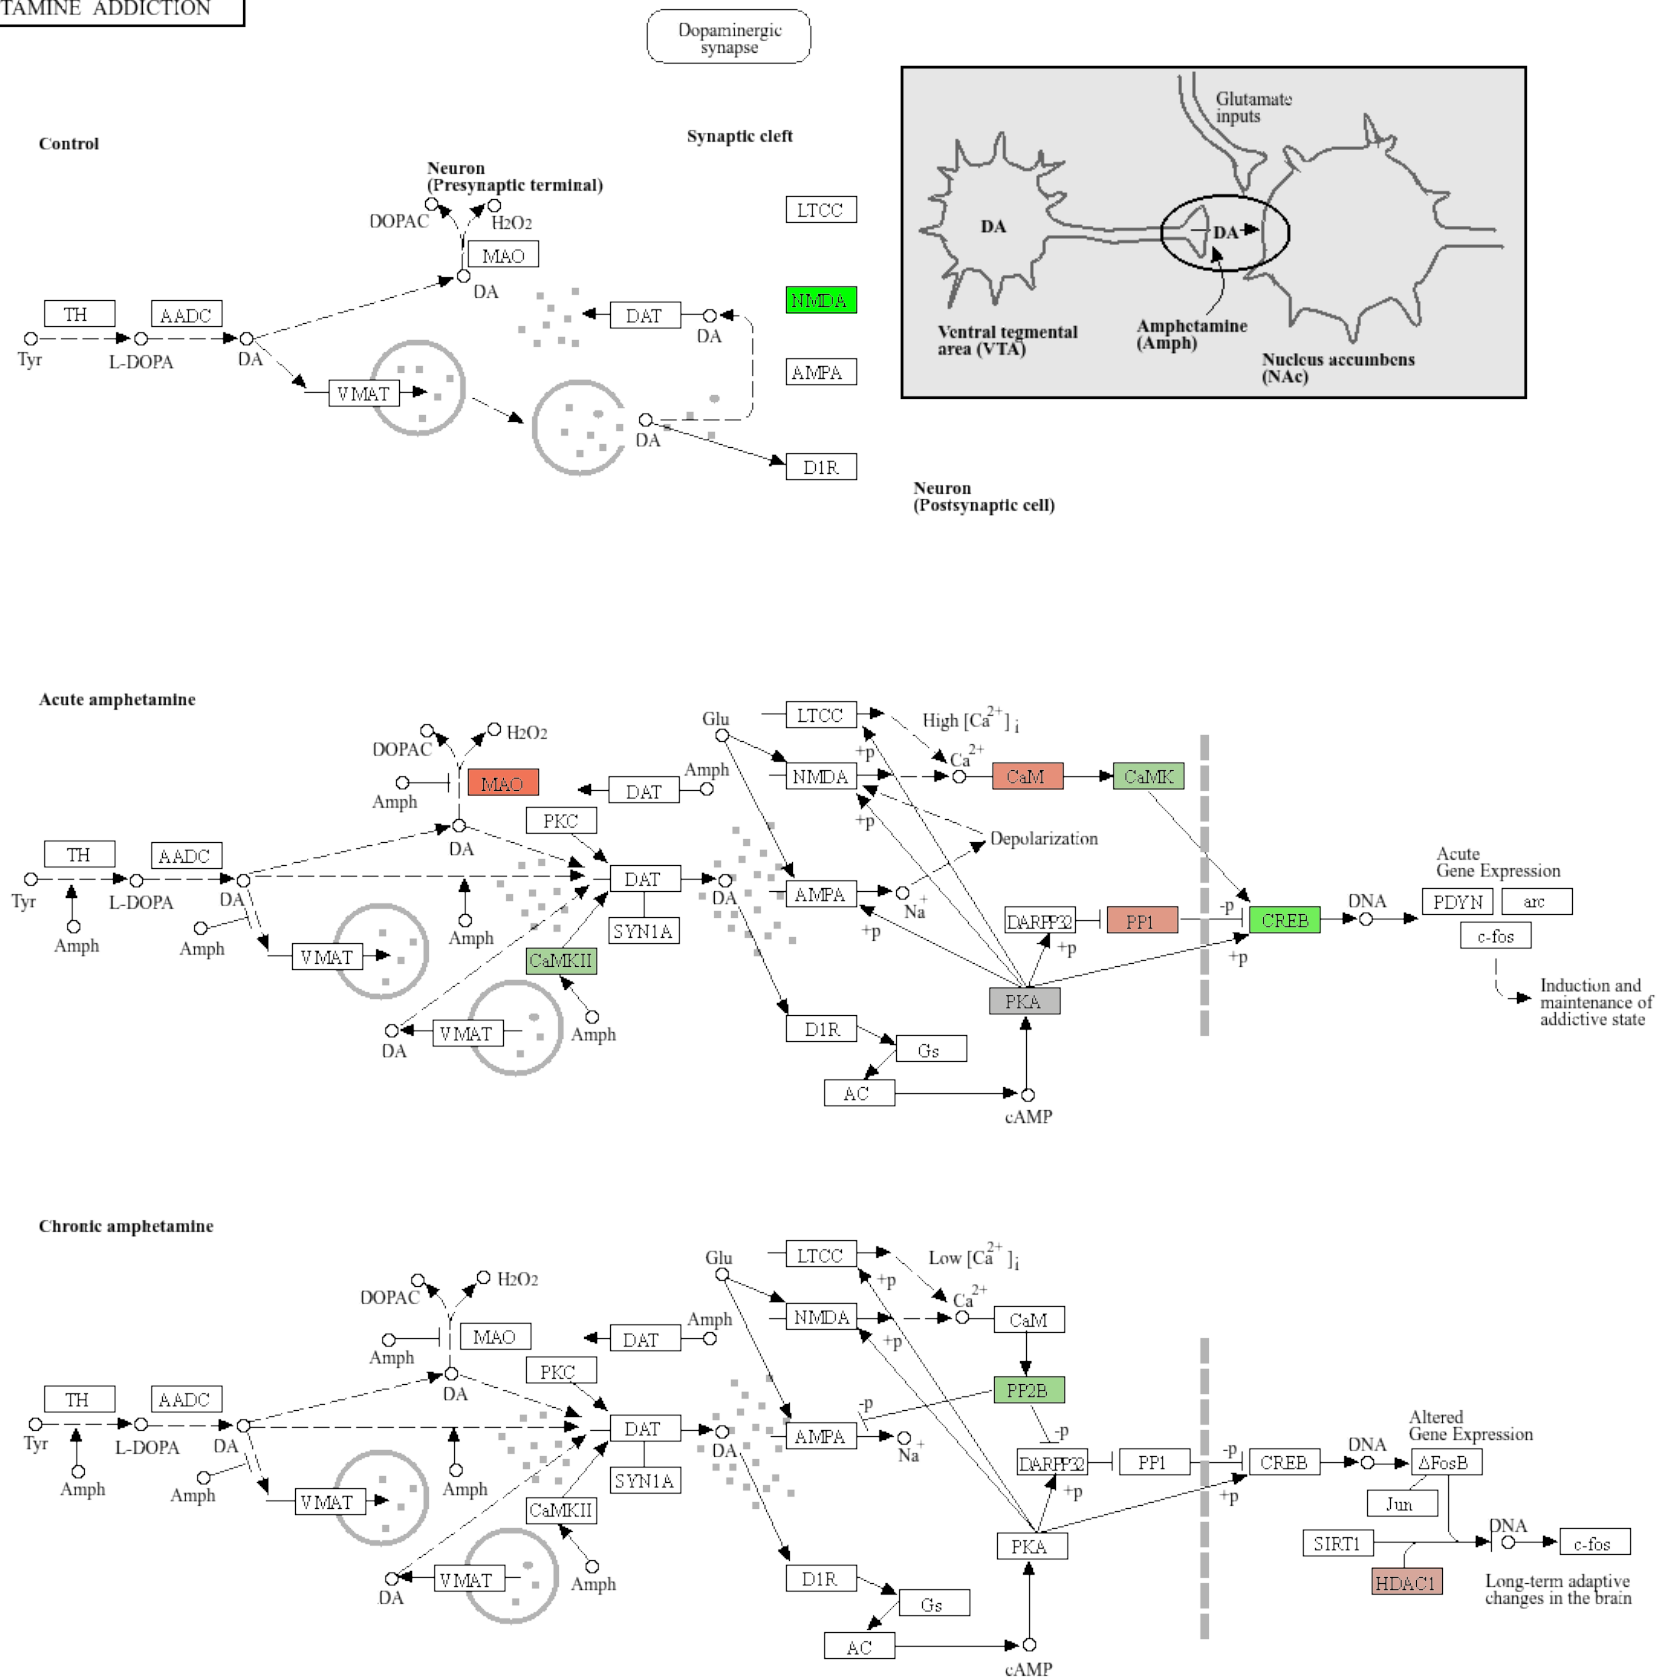 TAMINE ADDICTION
Dopaminergic
synapse
Control
Synaptic cleft
Neuron
(Presynaptic terminal)
DOPAC
H2O2
MAO
DA
TH
AADC
Tyr
L-DOPA
DA
VMAT
DAT
DA
DA
LTCC
NMDA
AMPA
D1R
Neuron
(Postsynaptic cell)
Glutamate
inputs
DA
DA
Ventral tegmental
area (VTA)
Amphetamine
(Amph)
Nucleus accumbens
(NAc)
Acute amphetamine
DOPAC
H2O2
Amph
MAO
DA
TH
AADC
Tyr
L-DOPA
DA
Amph
Amph
Amph
VMAT
DAT
Amph
PKC
DAT
DA
SYN1A
CaMKII
Amph
DA
VMAT
Glu
LTCC
+p
High [Ca2+]i
NMDA
+p
Ca2+
CaM
CaMK
Depolarization
AMPA
+p
Na+
DARPP32
+p
PP1
-p
CREB
+p
DNA
Acute
Gene Expression
PDYN
arc
c-fos
Induction and
maintenance of
addictive state
PKA
D1R
Gs
AC
cAMP
Chronic amphetamine
DOPAC
H2O2
Amph
MAO
DA
TH
AADC
Tyr
L-DOPA
DA
Amph
Amph
Amph
VMAT
DAT
Amph
PKC
DAT
DA
SYN1A
CaMKII
Amph
DA
VMAT
Glu
LTCC
+p
Low [Ca2+]i
NMDA
+p
Ca2+
CaM
PP2B
-p
-p
AMPA
Na+
DARPP32
+p
PP1
-p
CREB
+p
DNA
Altered
Gene Expression
ΔFosB
Jun
SIRT1
HDAC1
DNA
c-fos
Long-term adaptive
changes in the brain
PKA
D1R
Gs
AC
cAMP